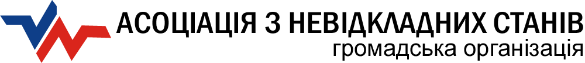 АСОЦІАЦІЯ З НЕВІДКЛАДНИХ СТАНІВ
громадська організація